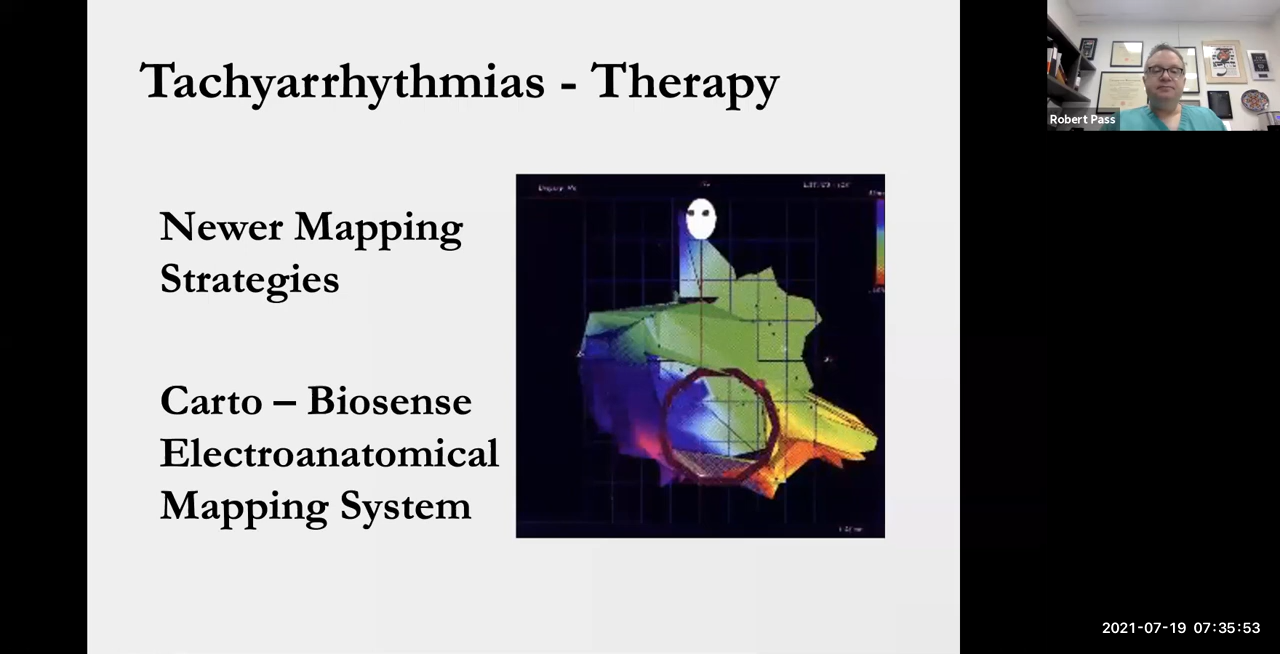 Tachyarrhythmias - Therapy
Newer Mapping
Strategies
Carto – Biosense
Electroanatomical
Mapping System
Robert Pass
2021-07-19 07:35:53